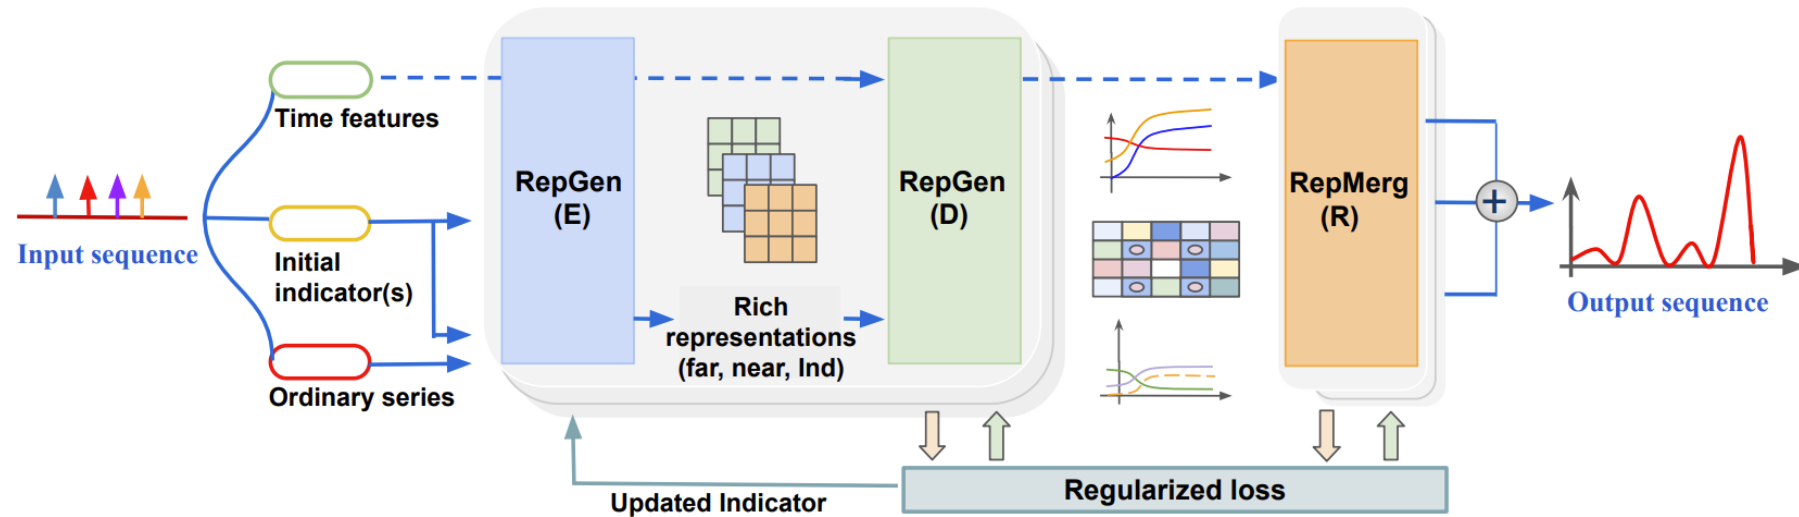 Input sequence
Time features
Initial
indicator(s)
Ordinary series
RepGen
(E)
Rich
representations
(far, near, Ind)
RepGen
(D)
RepMerg
(R)
+
Output sequence
Updated Indicator
Regularized loss